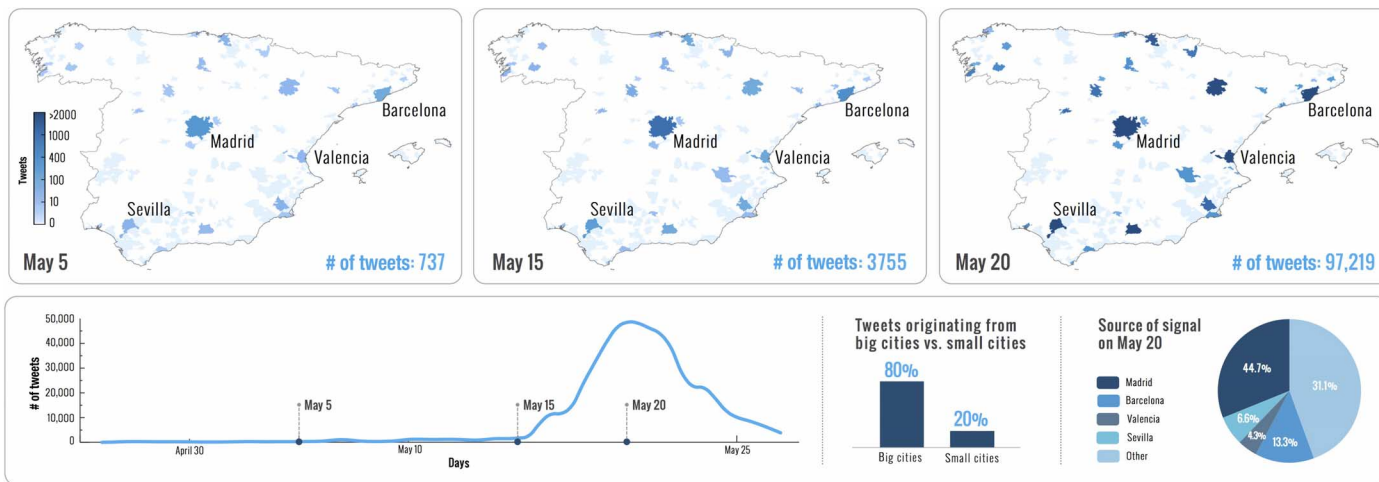 Barcelona
Madrid
Valencia
Sevilla
>2000
1000
400
100
10
0
Tweets
May 5
# of tweets: 737
Barcelona
Madrid
Valencia
Sevilla
May 15
# of tweets: 3755
Barcelona
Madrid
Valencia
Sevilla
May 20
# of tweets: 97,219
50,000
40,000
30,000
20,000
10,000
0
# of tweets
May 5
May 15
May 20
April 30
May 10
May 25
Days
Tweets originating from
big cities vs. small cities
80%
20%
Big cities
Small cities
Source of signal
on May 20
Madrid
Barcelona
Valencia
Sevilla
Other
44.7%
31.1%
6.6%
4.3%
13.3%